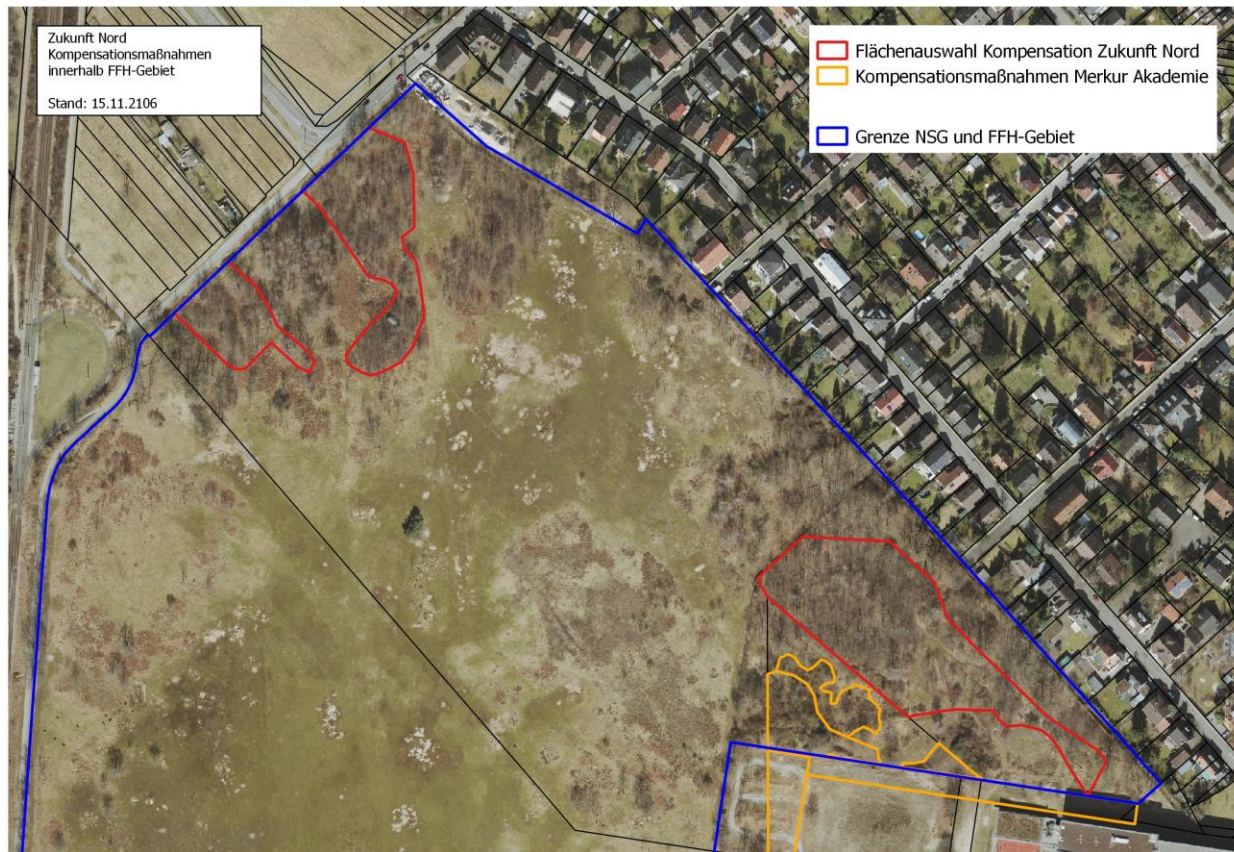 Zukunft Nord
Kompensationsmaßnahmen
innerhalb FFH-Gebiet
Stand: 15.11.2106
Flächenauswahl Kompensation Zukunft Nord
Kompensationsmaßnahmen Merkur Akademie
Grenze NSG und FFH-Gebiet